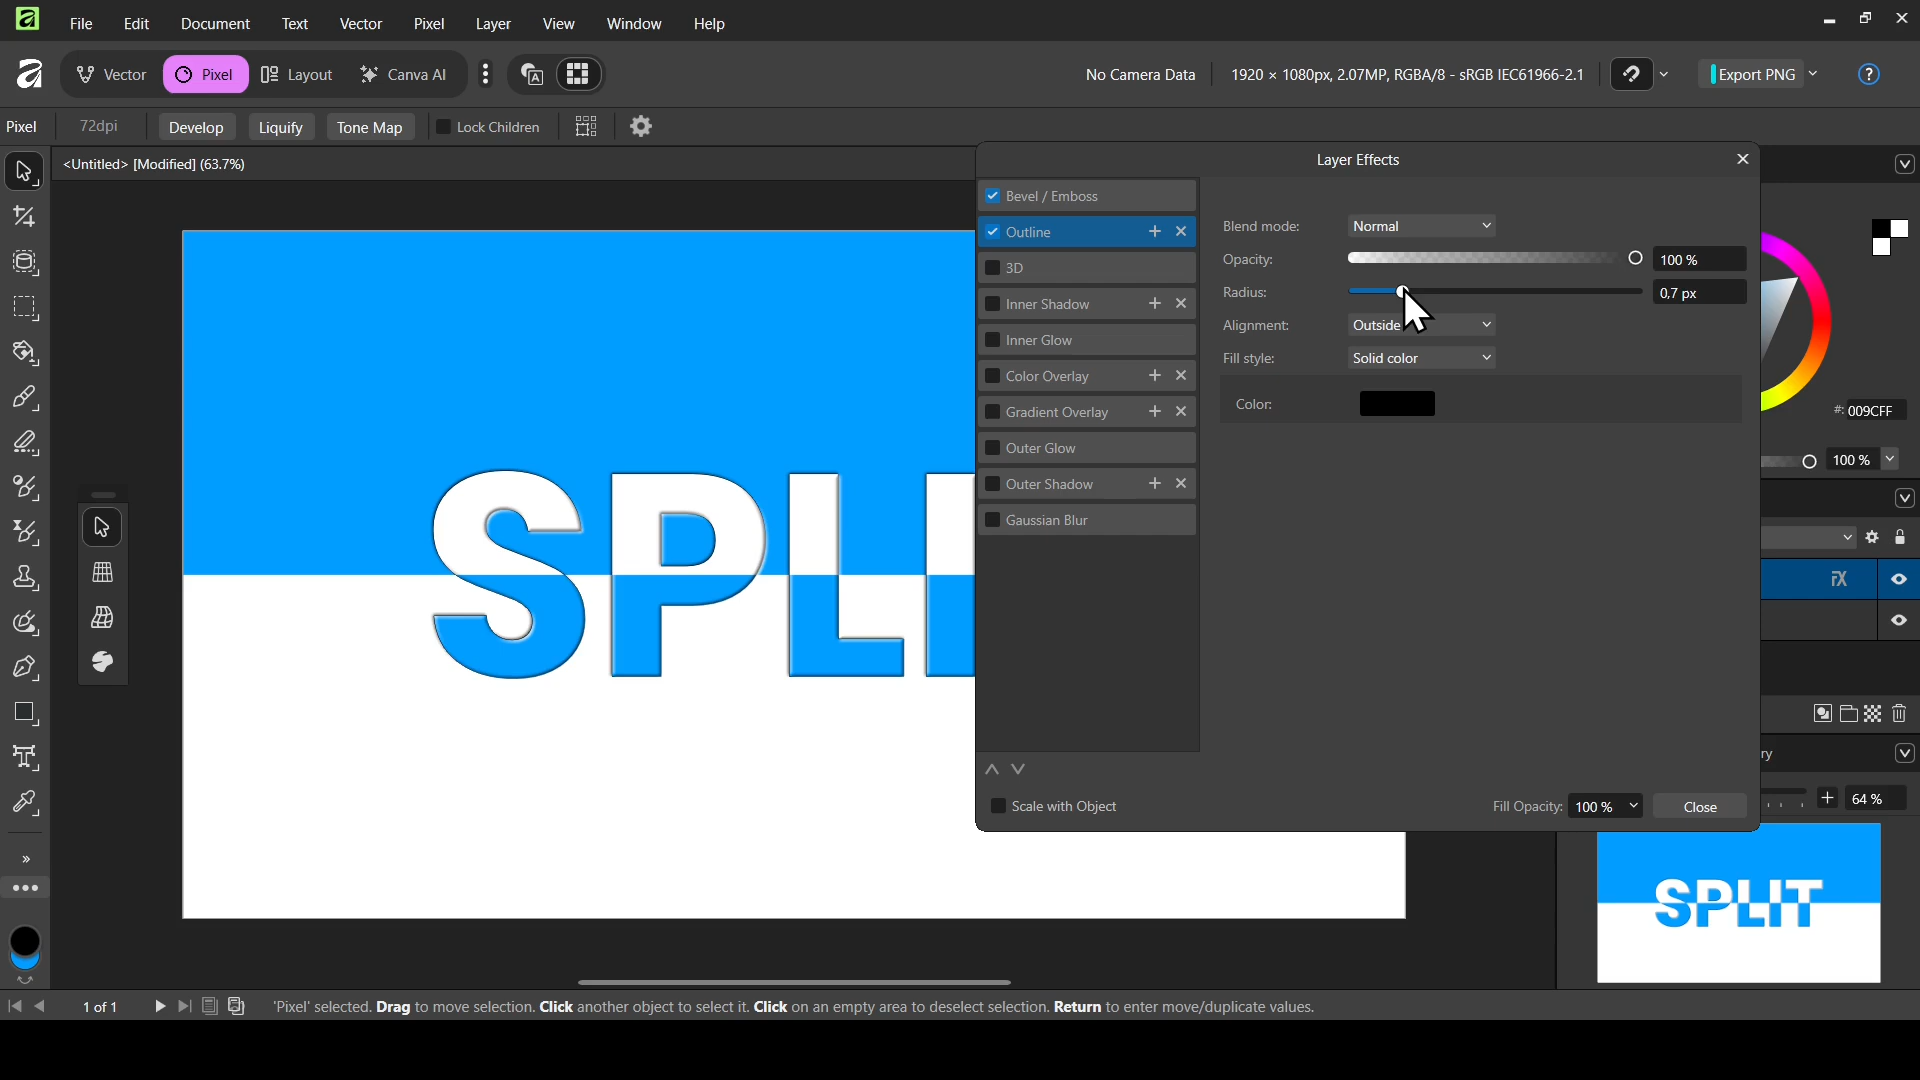 File Edit Document Text Vector Pixel Layer View Window Help
Vector Pixel Layout Canva AI No Camera Data 1920 × 1080px, 2.07MP, RGBA/8 - sRGB IEC61966-2.1 Export PNG ?
Pixel 72dpi Develop Liquify Tone Map Lock Children
<Untitled> [Modified] (63.7%)
Layer Effects
Bevel / Emboss
Outline
3D
Inner Shadow
Inner Glow
Color Overlay
Gradient Overlay
Outer Glow
Outer Shadow
Gaussian Blur
Blend mode: Normal
Opacity: 100 %
Radius: 0,7 px
Alignment: Outside
Fill style: Solid color
Color:
Scale with Object
Fill Opacity: 100 % Close
#: 009CFF
100 %
FX
ry
64 %
SPLI
SPLIT
1 of 1 'Pixel' selected. Drag to move selection. Click another object to select it. Click on an empty area to deselect selection. Return to enter move/duplicate values.